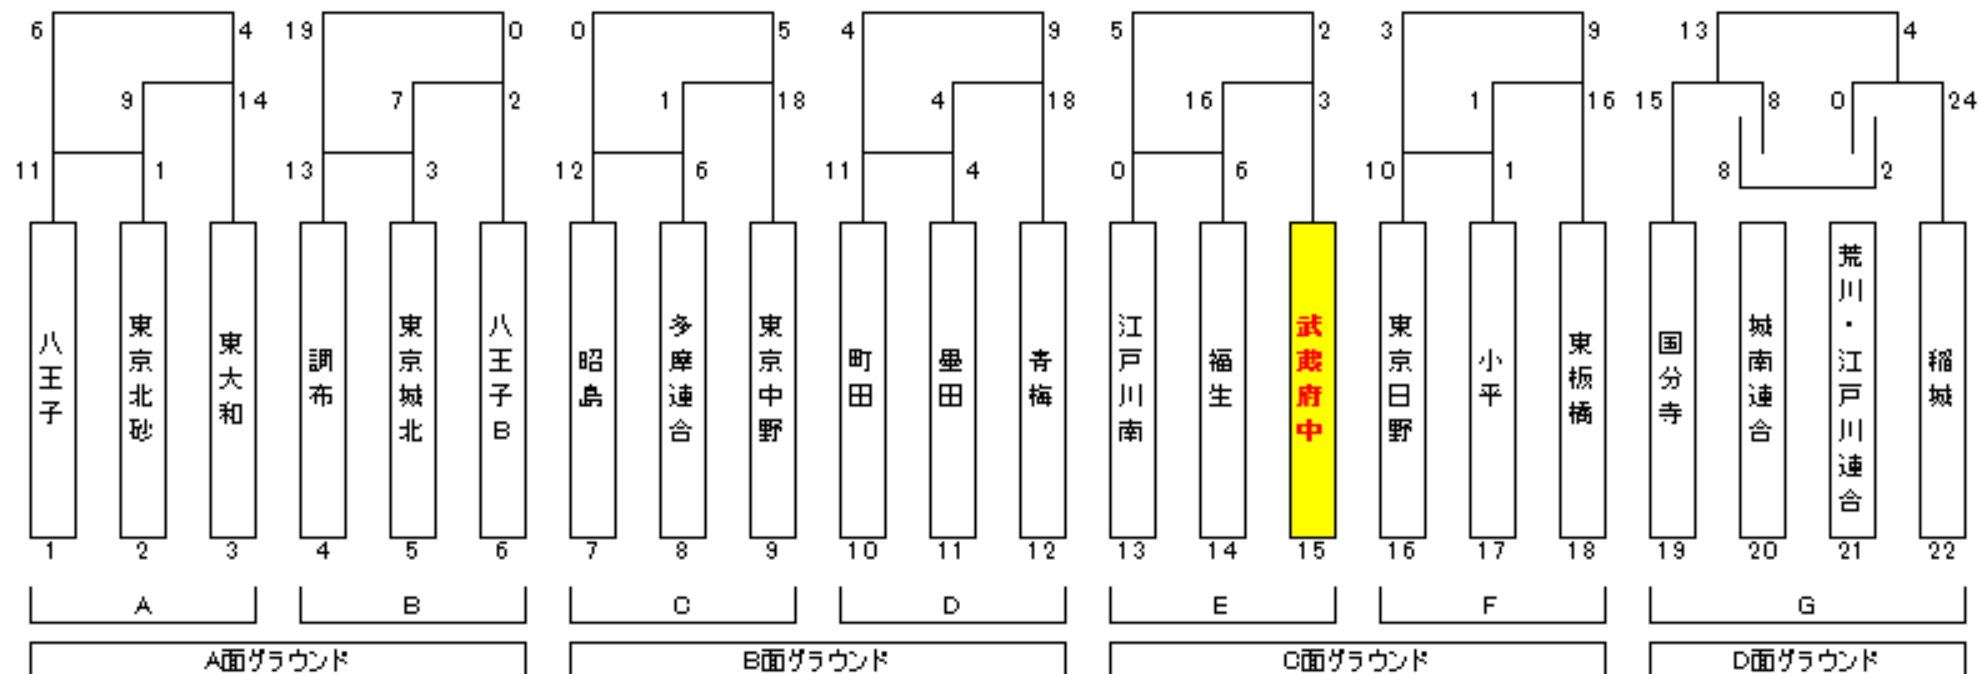 6 4 19 0 0 5 4 9 5 2 3 9 13 4
9 14 7 2 1 18 4 18 16 3 1 16 15 8 0 24
11 1 13 3 12 6 11 4 0 6 10 1 8 2
八王子
東京北砂
東大和
調布
東京城北
八王子B
昭島
多摩連合
東京中野
町田
墨田
青梅
江戸川南
福生
武蔵府中
東京日野
小平
東板橋
国分寺
城南連合
荒川・江戸川連合
稲城
1 2 3 4 5 6 7 8 9 10 11 12 13 14 15 16 17 18 19 20 21 22
A B C D E F G
A面グラウンド B面グラウンド C面グラウンド D面グラウンド